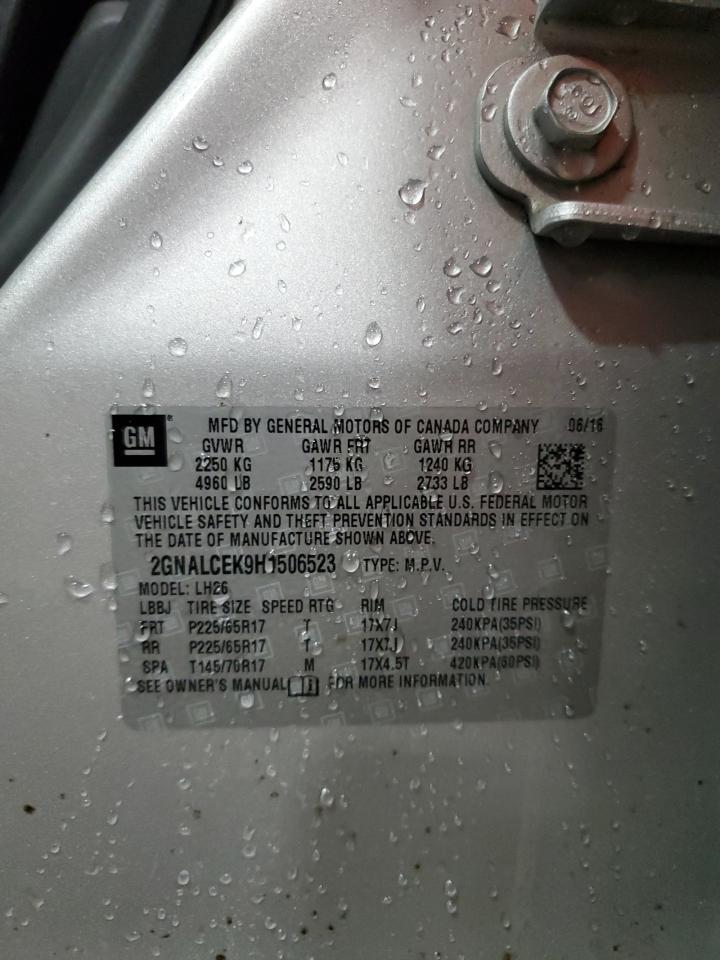 GM ® MFD BY GENERAL MOTORS OF CANADA COMPANY 06/16
GVWR GAWR FRT GAWR RR
2250 KG 1175 KG 1240 KG
4960 LB 2590 LB 2733 LB
THIS VEHICLE CONFORMS TO ALL APPLICABLE U.S. FEDERAL MOTOR
VEHICLE SAFETY AND THEFT PREVENTION STANDARDS IN EFFECT ON
THE DATE OF MANUFACTURE SHOWN ABOVE.
2GNALCEK9H1506523 TYPE: M.P.V.
MODEL: LH26
LBBJ TIRE SIZE SPEED RTG RIM COLD TIRE PRESSURE
FRT P225/65R17 T 17X7J 240KPA(35PSI)
RR P225/65R17 T 17X7J 240KPA(35PSI)
SPA T145/70R17 M 17X4.5T 420KPA(60PSI)
SEE OWNER'S MANUAL FOR MORE INFORMATION.